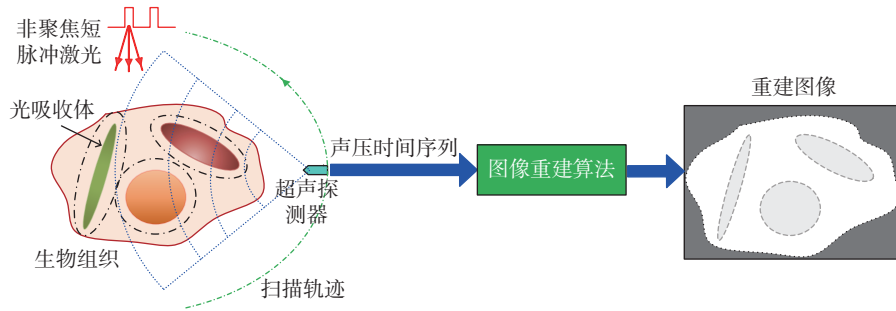 非聚焦短
脉冲激光
光吸收体
生物组织
超声探
测器
扫描轨迹
声压时间序列
图像重建算法
重建图像